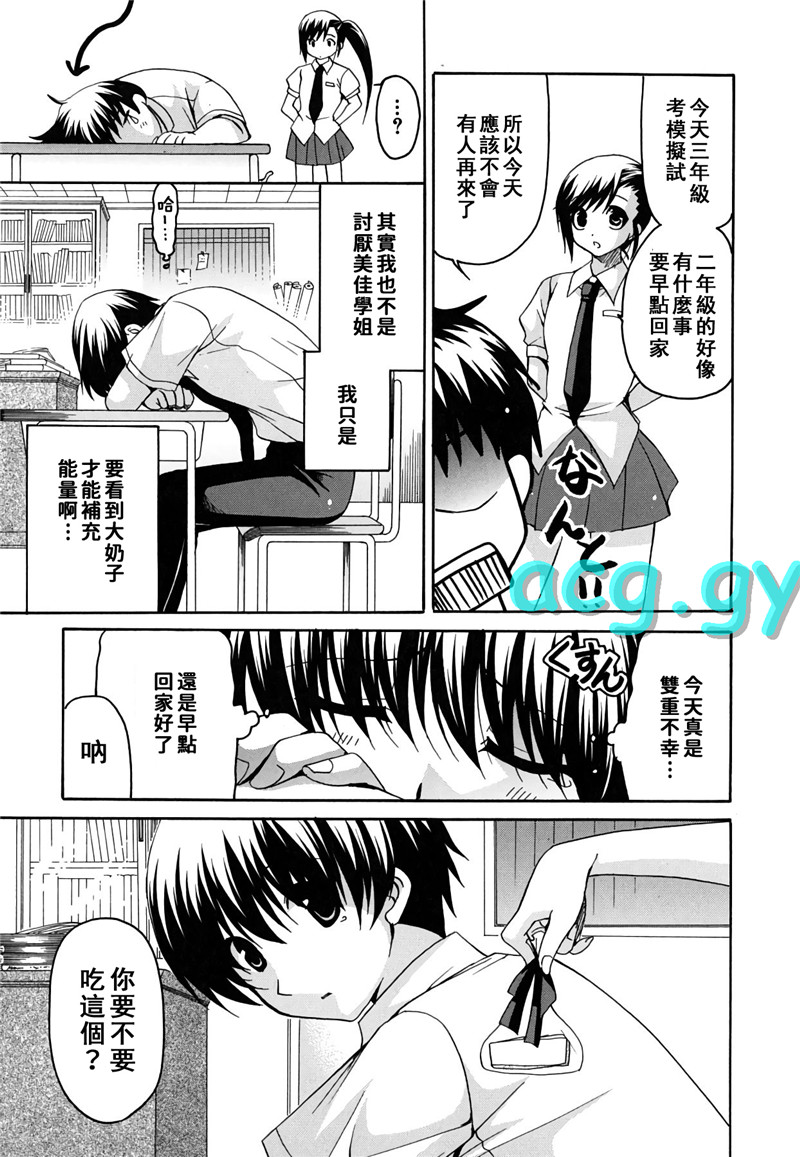 今天三年級
考模擬試
二年級的好像
有什麼事
要早點回家
所以今天
應該不會
有人再來了
なんと!!
…?
哈ー…
其實我也不是
討厭美佳學姐
我只是
要看到大奶子
才能補充
能量啊…
acg.gy
今天真是
雙重不幸…
くすん
還是早點
回家好了
吶
你要不要
吃這個？